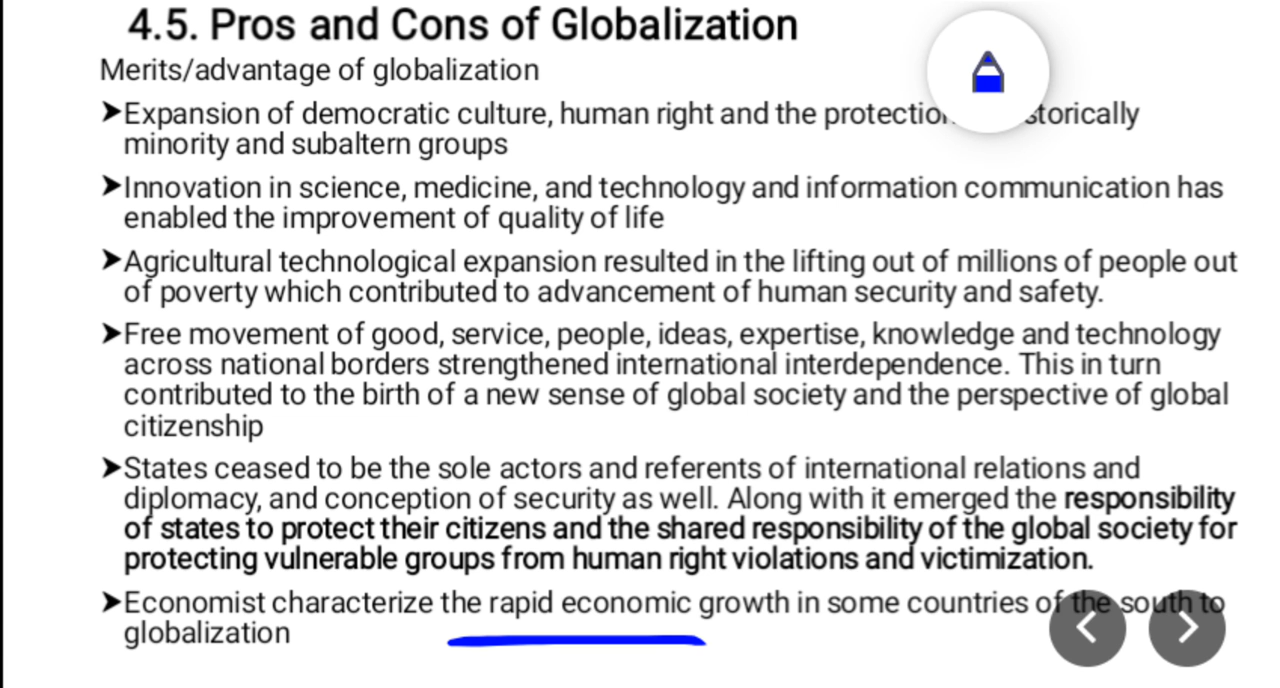 4.5. Pros and Cons of Globalization
Merits/advantage of globalization
➤Expansion of democratic culture, human right and the protection storically
minority and subaltern groups
➤Innovation in science, medicine, and technology and information communication has
enabled the improvement of quality of life
➤Agricultural technological expansion resulted in the lifting out of millions of people out
of poverty which contributed to advancement of human security and safety.
➤Free movement of good, service, people, ideas, expertise, knowledge and technology
across national borders strengthened international interdependence. This in turn
contributed to the birth of a new sense of global society and the perspective of global
citizenship
➤States ceased to be the sole actors and referents of international relations and
diplomacy, and conception of security as well. Along with it emerged the responsibility
of states to protect their citizens and the shared responsibility of the global society for
protecting vulnerable groups from human right violations and victimization.
➤Economist characterize the rapid economic growth in some countries of the south to
globalization